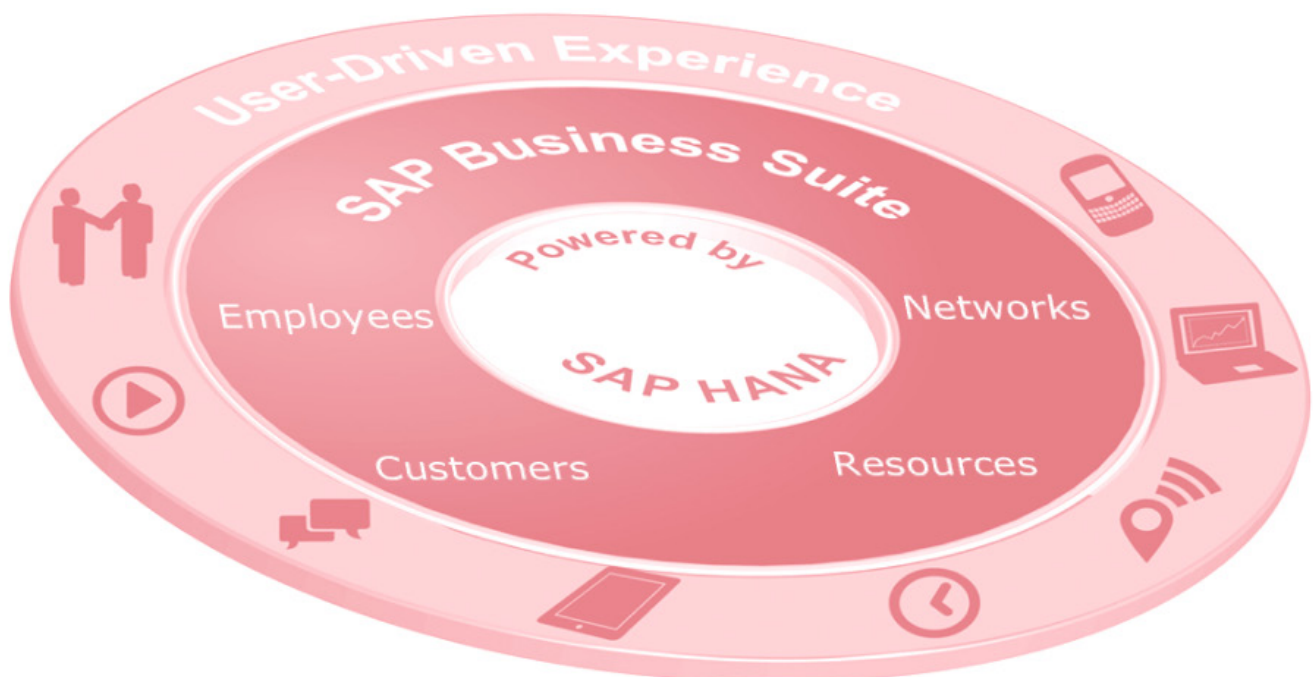 User-Driven Experience
SAP Business Suite
Powered by
SAP HANA
Employees
Networks
Customers
Resources